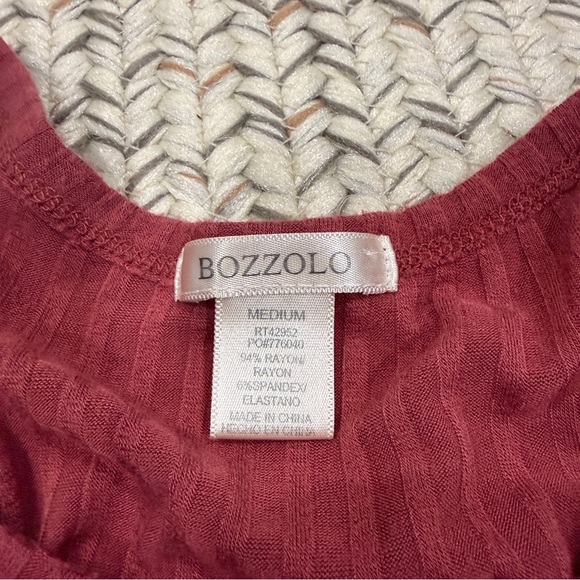 BOZZOLO
MEDIUM
RT42952
PO#776040
94% RAYON/
RAYON
6%SPANDEX/
ELASTANO
MADE IN CHINA
HECHO EN CHINA